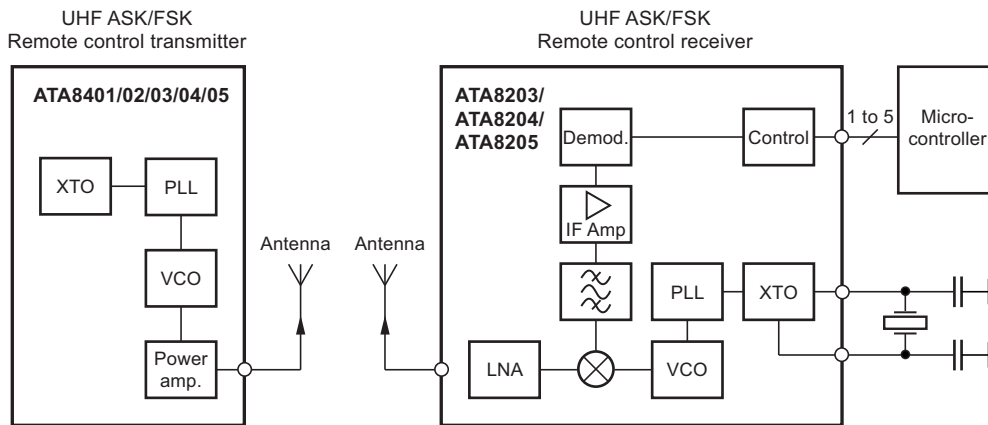 UHF ASK/FSK
Remote control transmitter
ATA8401/02/03/04/05
XTO
PLL
VCO
Power
amp.
Antenna
Antenna
UHF ASK/FSK
Remote control receiver
ATA8203/
ATA8204/
ATA8205
Demod.
Control
1 to 5
Micro-
controller
IF Amp
PLL
XTO
LNA
VCO